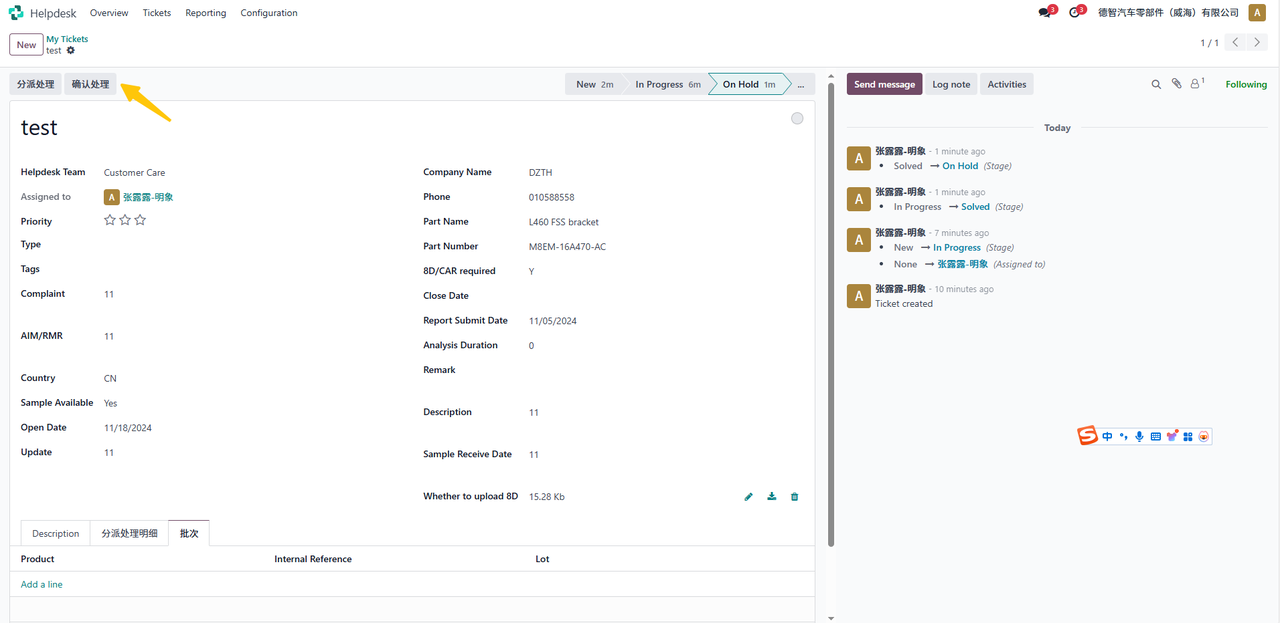 Helpdesk Overview Tickets Reporting Configuration 3 3 德智汽车零部件（威海）有限公司 A
New My Tickets
test 1 / 1
分派处理 确认处理 New 2m In Progress 6m On Hold 1m ... Send message Log note Activities 1 Following
test
Helpdesk Team Customer Care
Assigned to A 张露露-明象
Priority
Type
Tags
Complaint 11
AIM/RMR 11
Country CN
Sample Available Yes
Open Date 11/18/2024
Update 11
Company Name DZTH
Phone 010588558
Part Name L460 FSS bracket
Part Number M8EM-16A470-AC
8D/CAR required Y
Close Date
Report Submit Date 11/05/2024
Analysis Duration 0
Remark
Description 11
Sample Receive Date 11
Whether to upload 8D 15.28 Kb
Description 分派处理明细 批次
Product Internal Reference Lot
Add a line
Today
A 张露露-明象 - 1 minute ago
Solved → On Hold (Stage)
A 张露露-明象 - 1 minute ago
In Progress → Solved (Stage)
A 张露露-明象 - 7 minutes ago
New → In Progress (Stage)
None → 张露露-明象 (Assigned to)
A 张露露-明象 - 10 minutes ago
Ticket created
S 中